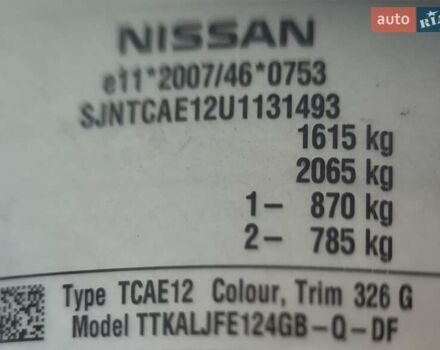 auto RIA
NISSAN
e11*2007/46*0753
SJNTCAE12U1131493
1615 kg
2065 kg
1- 870 kg
2- 785 kg
Type TCAE12 Colour, Trim 326 G
Model TTKALJFE124GB-Q-DF